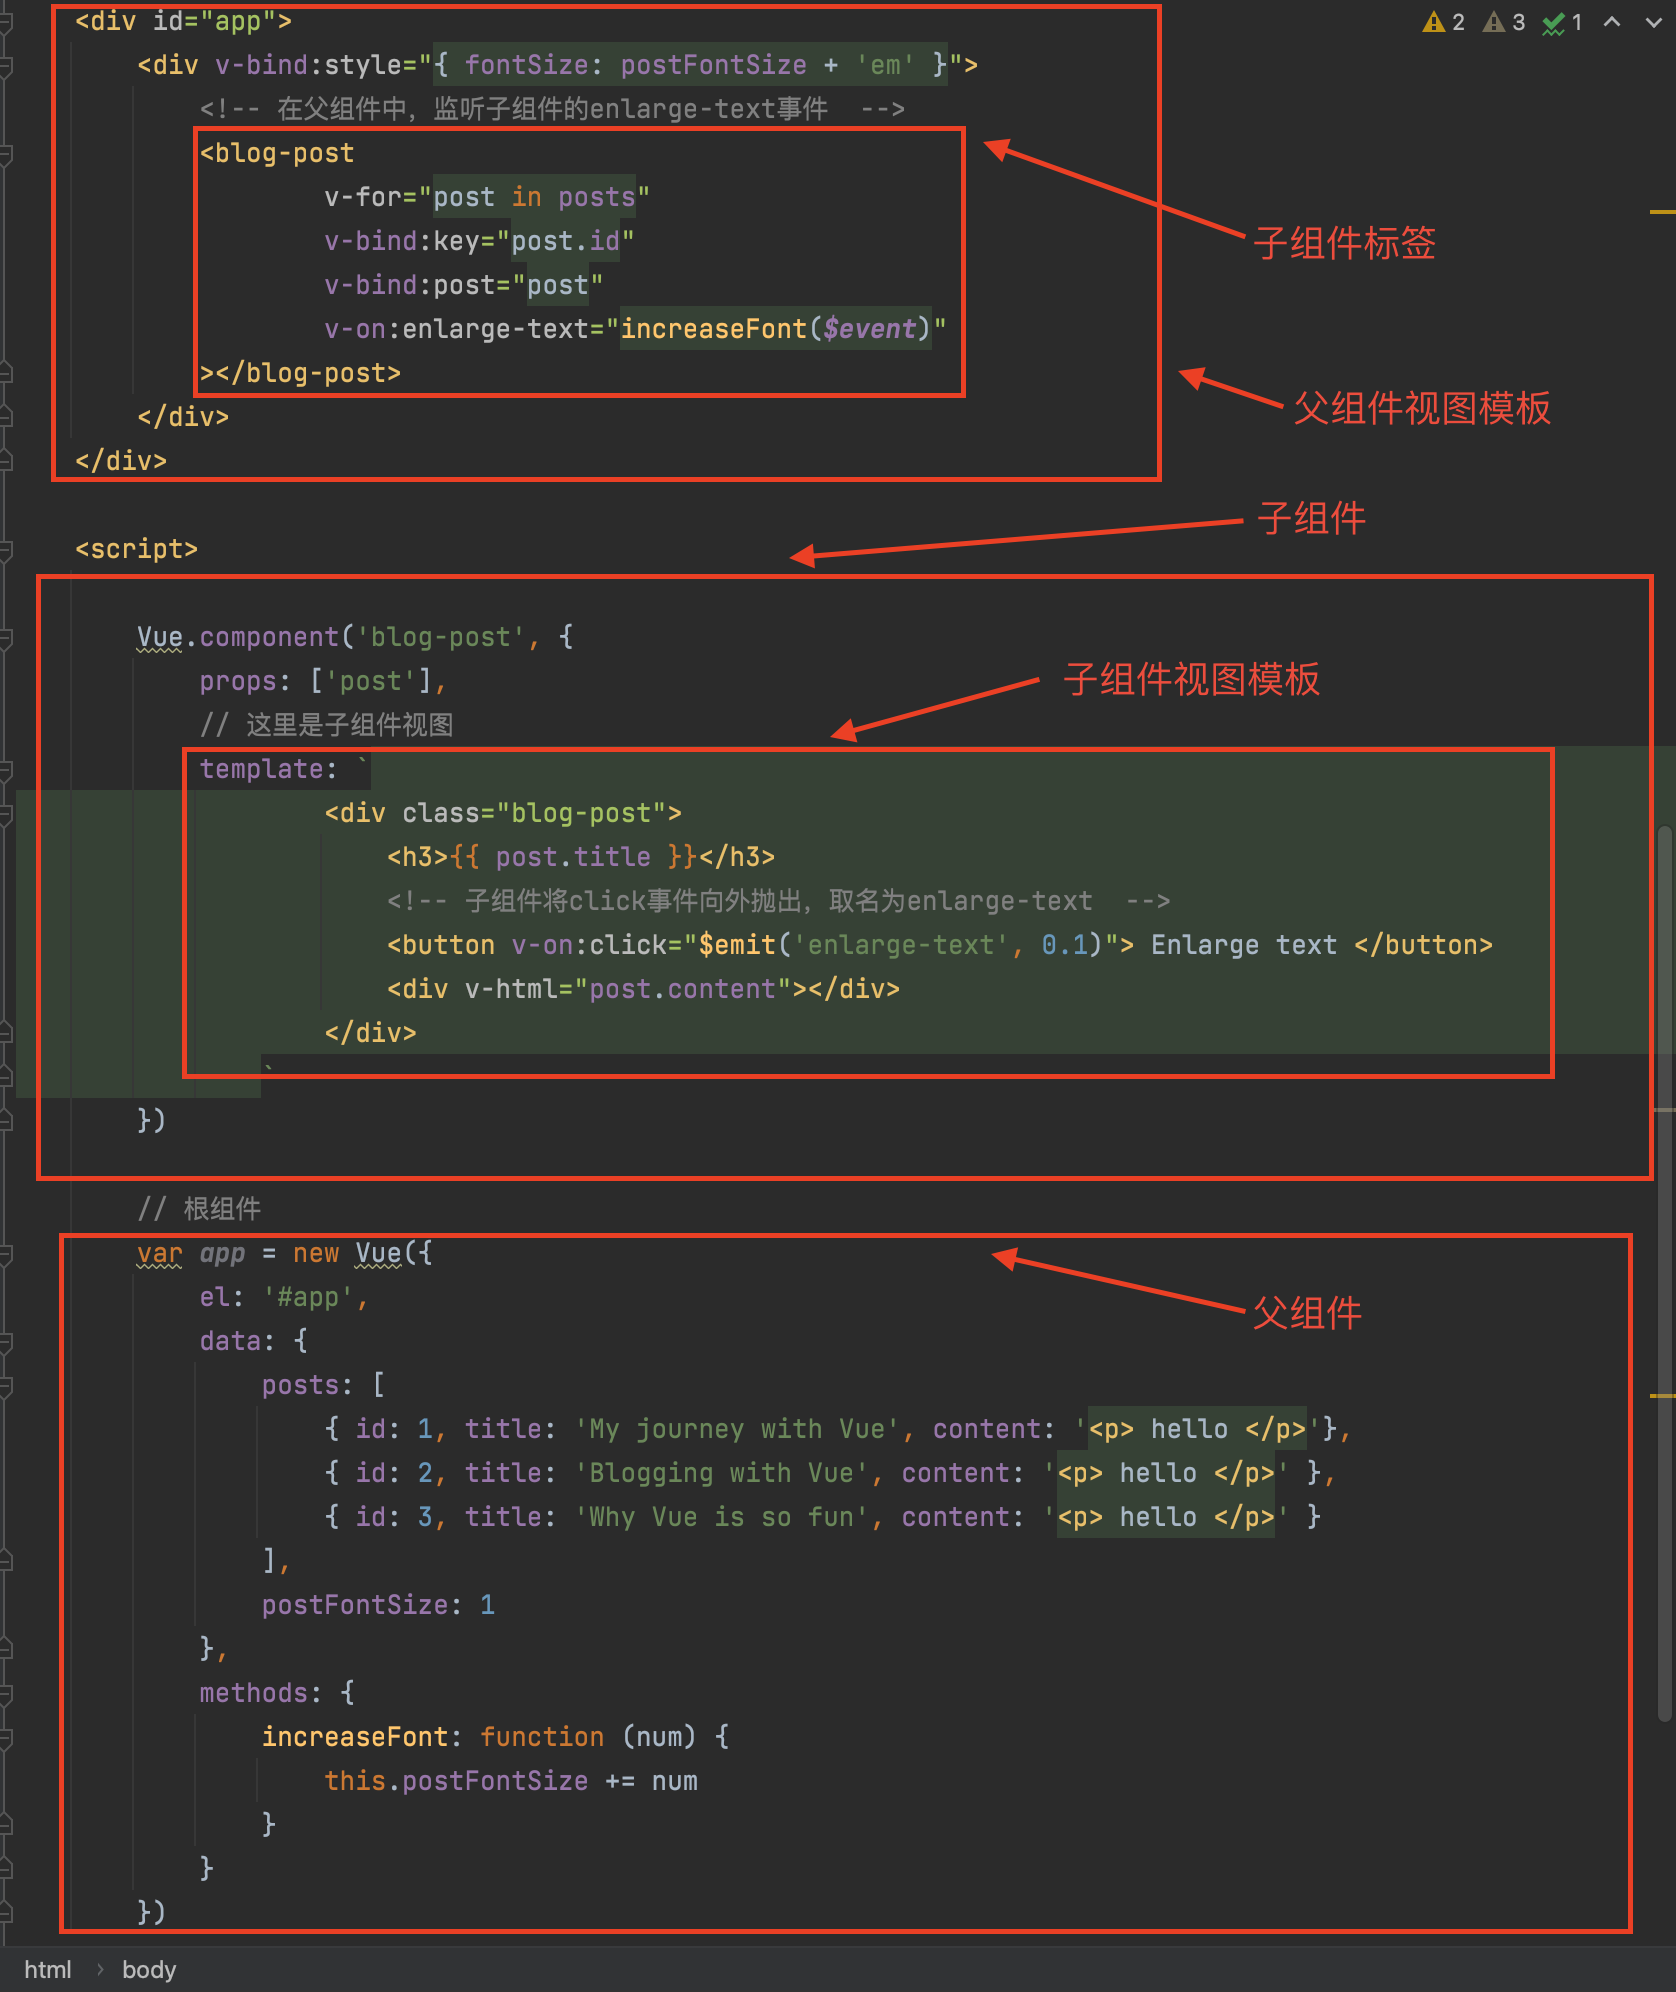 <div id="app">
2 3 1
<div v-bind:style="{ fontSize: postFontSize + 'em' }">
<!-- 在父组件中，监听子组件的enlarge-text事件  -->
<blog-post
v-for="post in posts"
v-bind:key="post.id"
子组件标签
v-bind:post="post"
v-on:enlarge-text="increaseFont($event)"
></blog-post>
父组件视图模板
</div>
</div>
子组件
<script>
Vue.component('blog-post', {
props: ['post'],
子组件视图模板
// 这里是子组件视图
template: `
<div class="blog-post">
<h3>{{ post.title }}</h3>
<!-- 子组件将click事件向外抛出，取名为enlarge-text  -->
<button v-on:click="$emit('enlarge-text', 0.1)"> Enlarge text </button>
<div v-html="post.content"></div>
</div>
`
})
// 根组件
var app = new Vue({
el: '#app',
父组件
data: {
posts: [
{ id: 1, title: 'My journey with Vue', content: '<p> hello </p>'},
{ id: 2, title: 'Blogging with Vue', content: '<p> hello </p>' },
{ id: 3, title: 'Why Vue is so fun', content: '<p> hello </p>' }
],
postFontSize: 1
},
methods: {
increaseFont: function (num) {
this.postFontSize += num
}
}
})
html › body